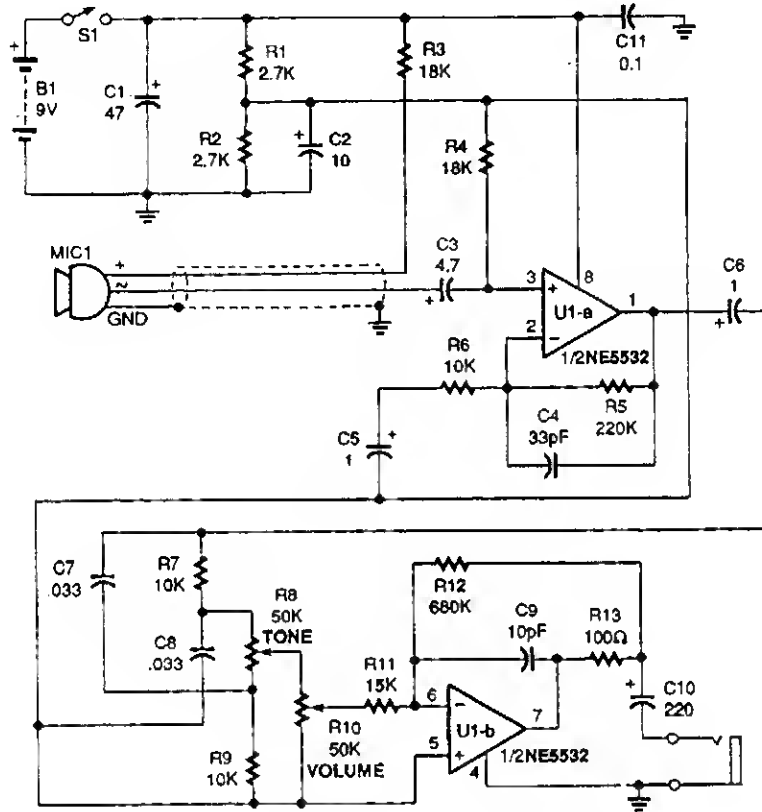 S1
+
B1
9V
C1
47
+
R1
2.7K
R2
2.7K
+
C2
10
R3
18K
R4
18K
C11
0.1
MIC1
+
~
GND
C3
4.7
+
3
+
8
1
2
−
U1-a
1/2NE5532
C6
1
+
R6
10K
R5
220K
C4
33pF
C5
1
+
C7
.033
R7
10K
C8
.033
R8
50K
TONE
R9
10K
R10
50K
VOLUME
R11
15K
R12
680K
C9
10pF
R13
100Ω
6
−
5
+
7
4
U1-b
1/2NE5532
+
C10
220